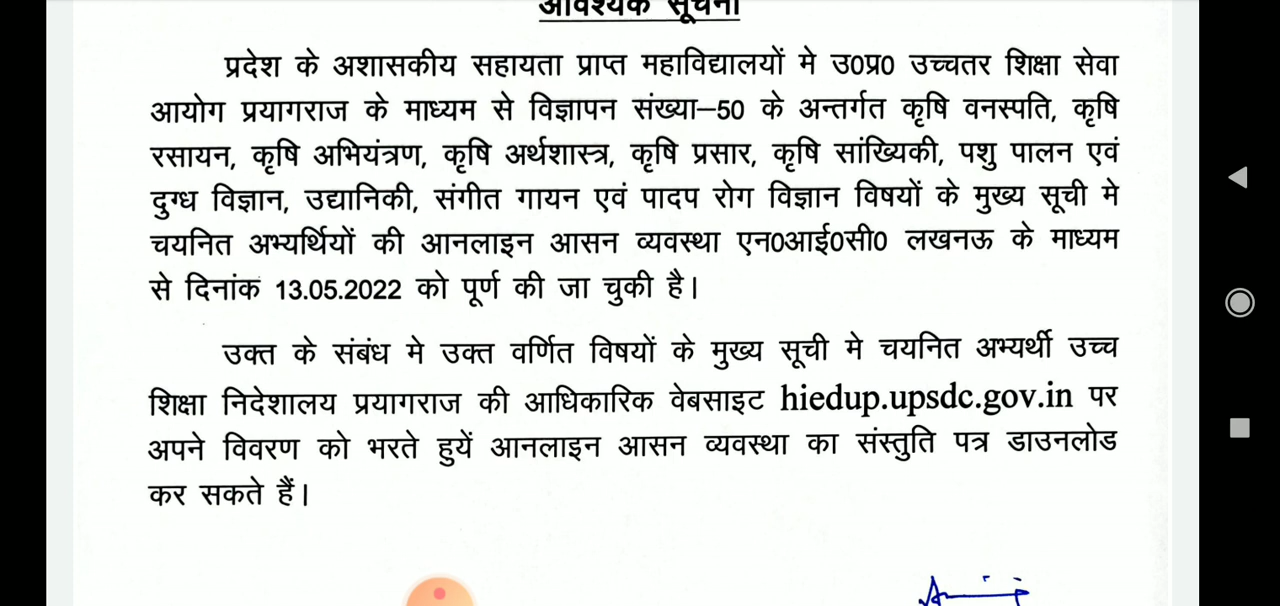 आवश्यक सूचना
प्रदेश के अशासकीय सहायता प्राप्त महाविद्यालयों मे उ0प्र0 उच्चतर शिक्षा सेवा
आयोग प्रयागराज के माध्यम से विज्ञापन संख्या–50 के अन्तर्गत कृषि वनस्पति, कृषि
रसायन, कृषि अभियंत्रण, कृषि अर्थशास्त्र, कृषि प्रसार, कृषि सांख्यिकी, पशु पालन एवं
दुग्ध विज्ञान, उद्यानिकी, संगीत गायन एवं पादप रोग विज्ञान विषयों के मुख्य सूची मे
चयनित अभ्यर्थियों की आनलाइन आसन व्यवस्था एन0आई0सी0 लखनऊ के माध्यम
से दिनांक 13.05.2022 को पूर्ण की जा चुकी है।
उक्त के संबंध मे उक्त वर्णित विषयों के मुख्य सूची मे चयनित अभ्यर्थी उच्च
शिक्षा निदेशालय प्रयागराज की आधिकारिक वेबसाइट hiedup.upsdc.gov.in पर
अपने विवरण को भरते हुयें आनलाइन आसन व्यवस्था का संस्तुति पत्र डाउनलोड
कर सकते हैं।